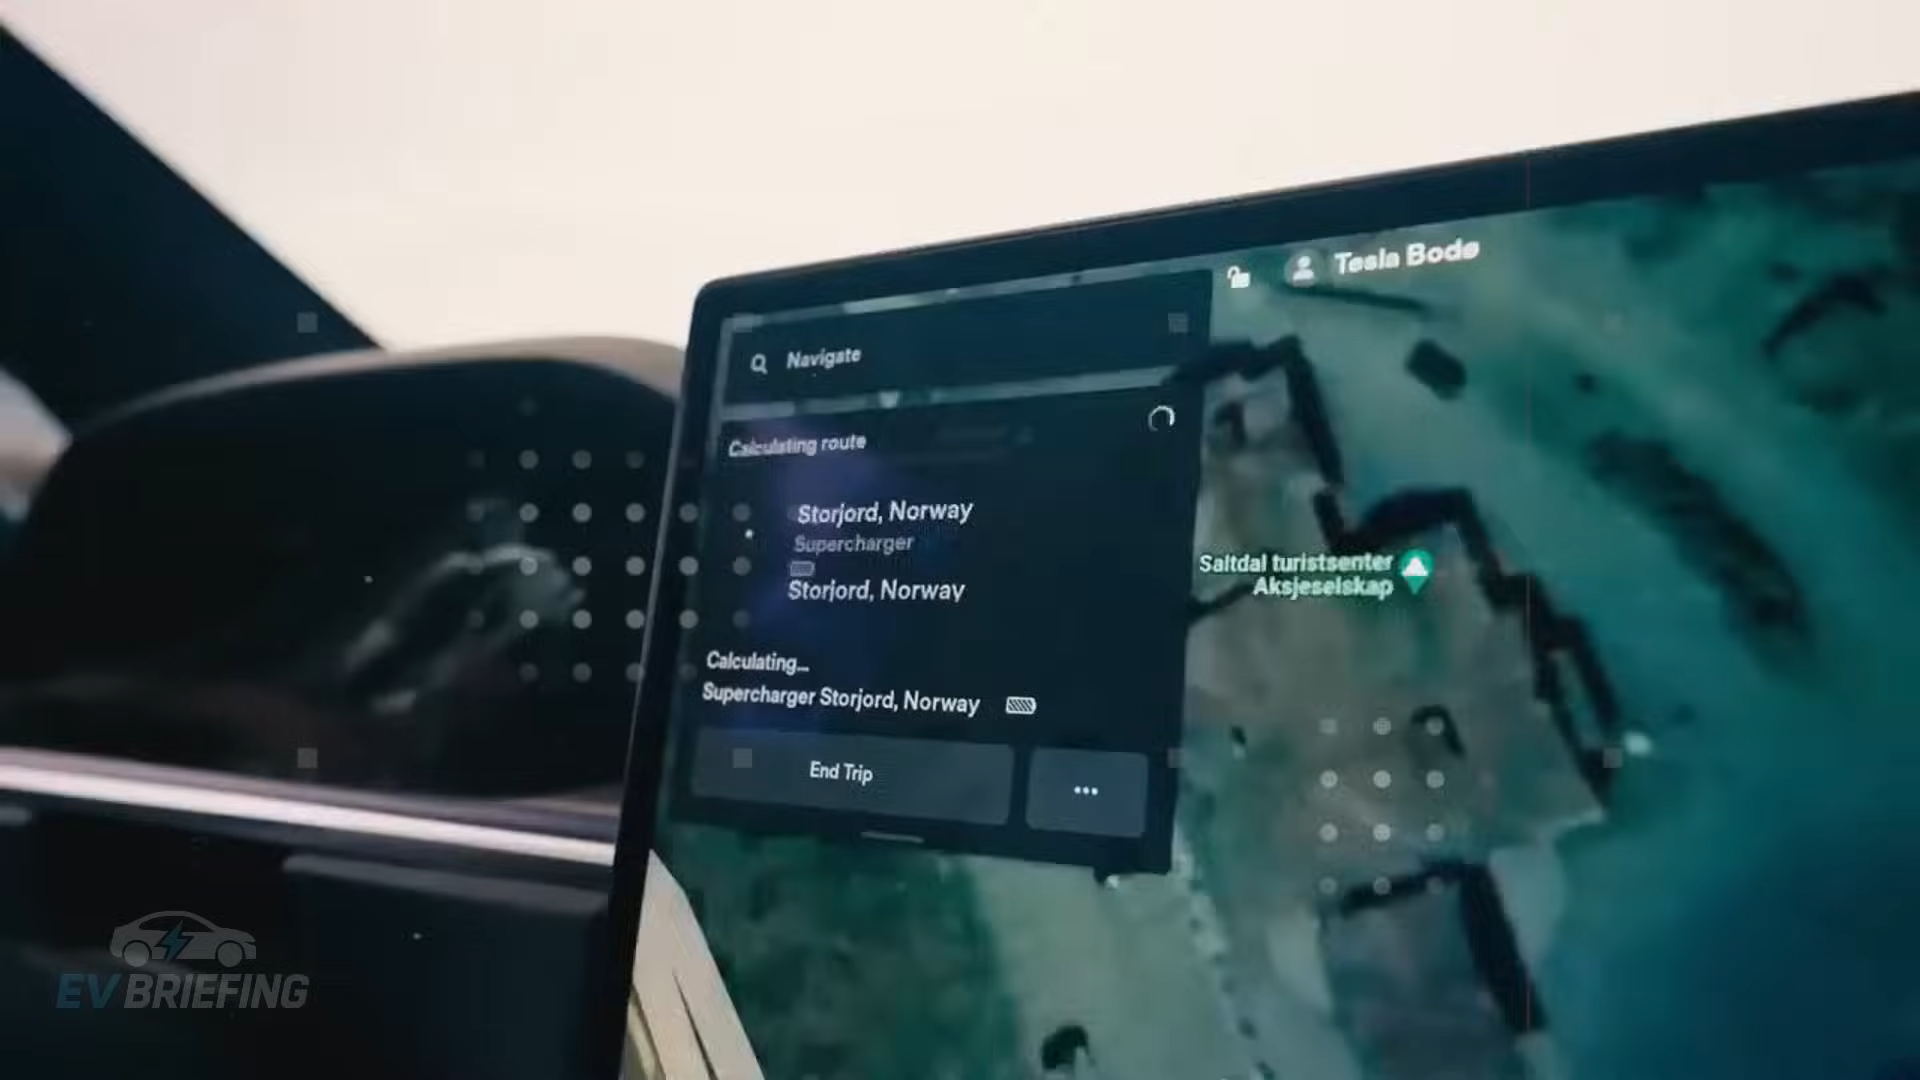 Tesla Bodø
Navigate
Calculating route
Storjord, Norway
Supercharger
Storjord, Norway
Saltdal turistsenter
Aksjeselskap
Calculating...
Supercharger Storjord, Norway
End Trip
...
EV BRIEFING